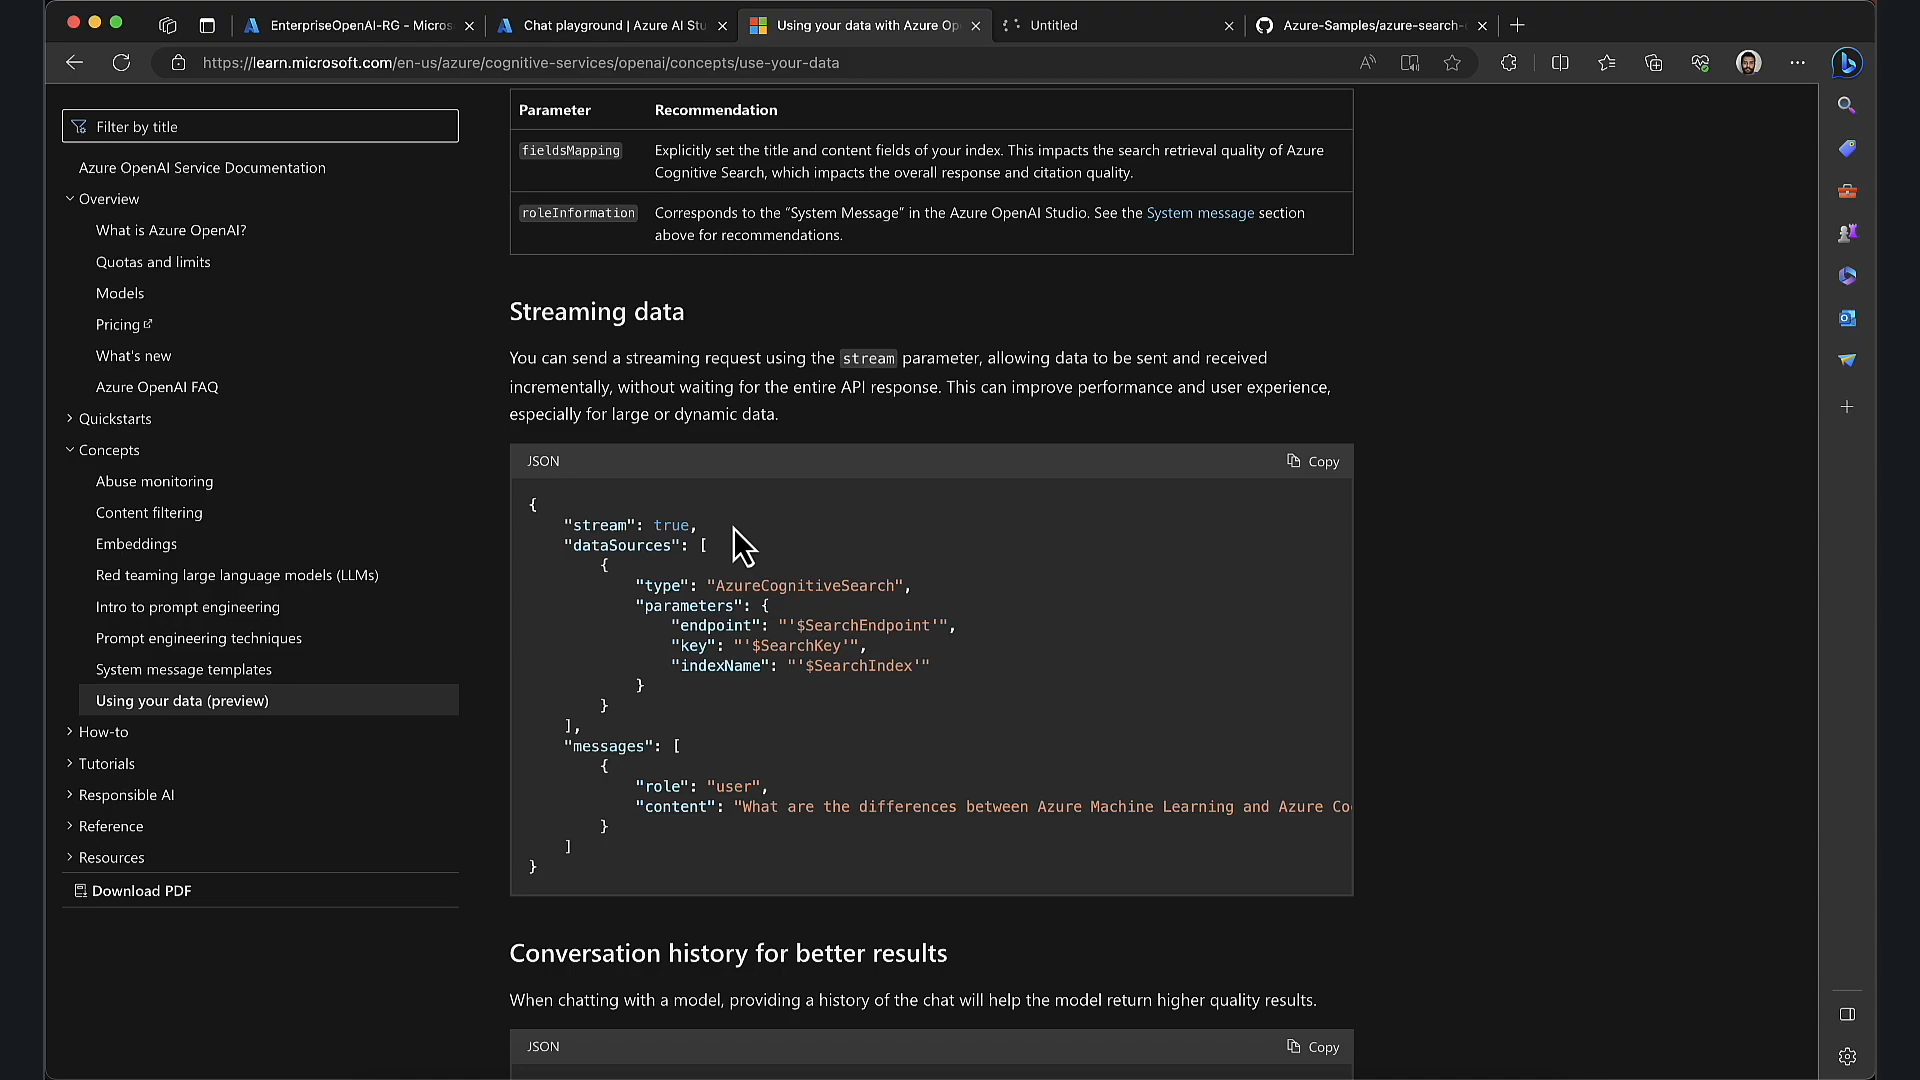 EnterpriseOpenAI-RG - Micros
Chat playground | Azure AI Stu
Using your data with Azure Op
Untitled
Azure-Samples/azure-search-
https://learn.microsoft.com/en-us/azure/cognitive-services/openai/concepts/use-your-data
Filter by title
Azure OpenAI Service Documentation
Overview
What is Azure OpenAI?
Quotas and limits
Models
Pricing
What's new
Azure OpenAI FAQ
Quickstarts
Concepts
Abuse monitoring
Content filtering
Embeddings
Red teaming large language models (LLMs)
Intro to prompt engineering
Prompt engineering techniques
System message templates
Using your data (preview)
How-to
Tutorials
Responsible AI
Reference
Resources
Download PDF
Parameter Recommendation
fieldsMapping Explicitly set the title and content fields of your index. This impacts the search retrieval quality of Azure
Cognitive Search, which impacts the overall response and citation quality.
roleInformation Corresponds to the “System Message” in the Azure OpenAI Studio. See the System message section
above for recommendations.
Streaming data
You can send a streaming request using the stream parameter, allowing data to be sent and received
incrementally, without waiting for the entire API response. This can improve performance and user experience,
especially for large or dynamic data.
JSON Copy
{
"stream": true,
"dataSources": [
{
"type": "AzureCognitiveSearch",
"parameters": {
"endpoint": "'$SearchEndpoint'",
"key": "'$SearchKey'",
"indexName": "'$SearchIndex'"
}
}
],
"messages": [
{
"role": "user",
"content": "What are the differences between Azure Machine Learning and Azure Co
}
]
}
Conversation history for better results
When chatting with a model, providing a history of the chat will help the model return higher quality results.
JSON Copy